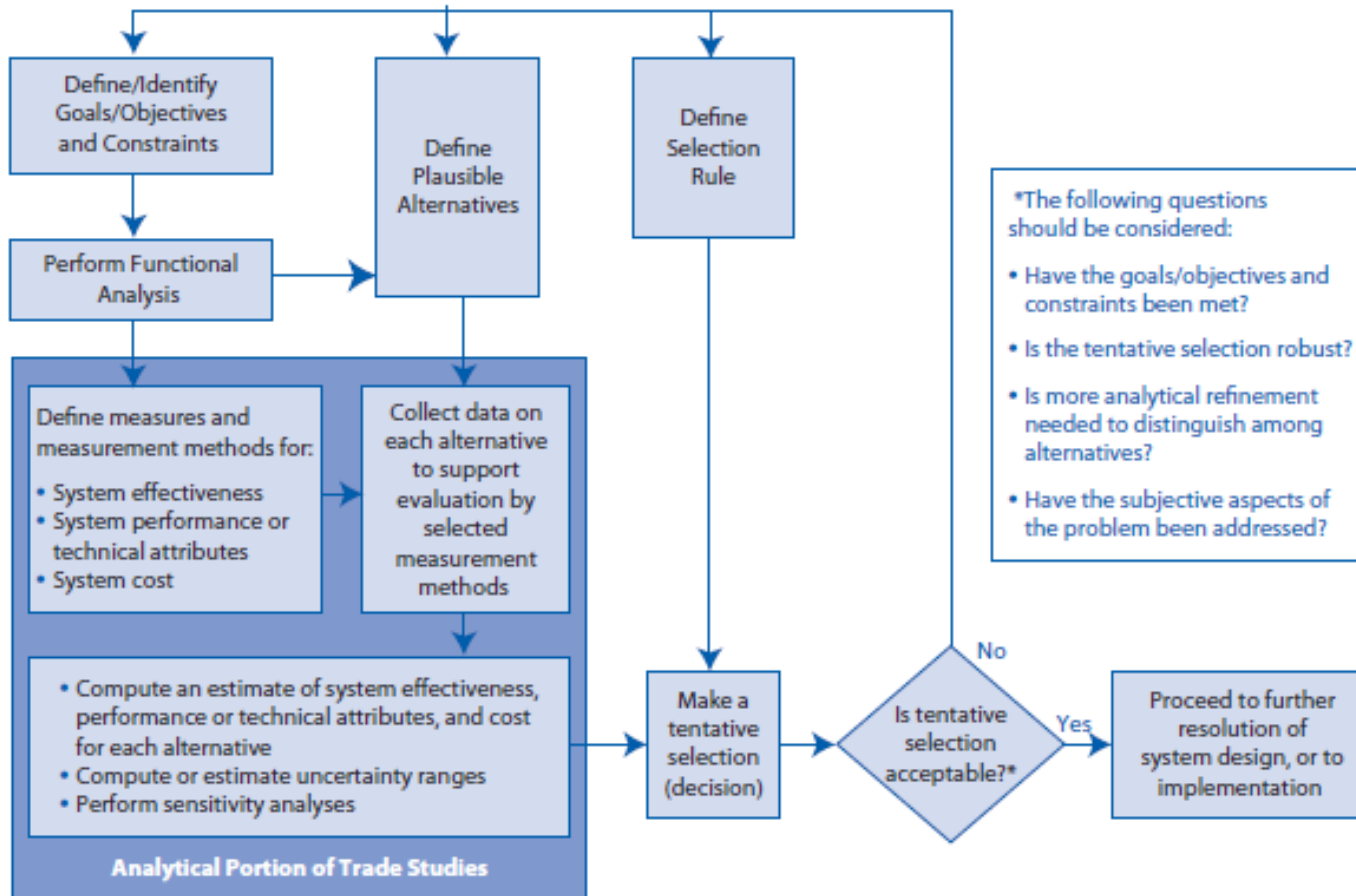 Define/Identify
Goals/Objectives
and Constraints
Perform Functional
Analysis
Define
Plausible
Alternatives
Define
Selection
Rule
*The following questions
should be considered:
• Have the goals/objectives and
constraints been met?
• Is the tentative selection robust?
• Is more analytical refinement
needed to distinguish among
alternatives?
• Have the subjective aspects of
the problem been addressed?
Define measures and
measurement methods for:
• System effectiveness
• System performance or
technical attributes
• System cost
Collect data on
each alternative
to support
evaluation by
selected
measurement
methods
• Compute an estimate of system effectiveness,
performance or technical attributes, and cost
for each alternative
• Compute or estimate uncertainty ranges
• Perform sensitivity analyses
Analytical Portion of Trade Studies
Make a
tentative
selection
(decision)
Is tentative
selection
acceptable?*
No
Yes
Proceed to further
resolution of
system design, or to
implementation